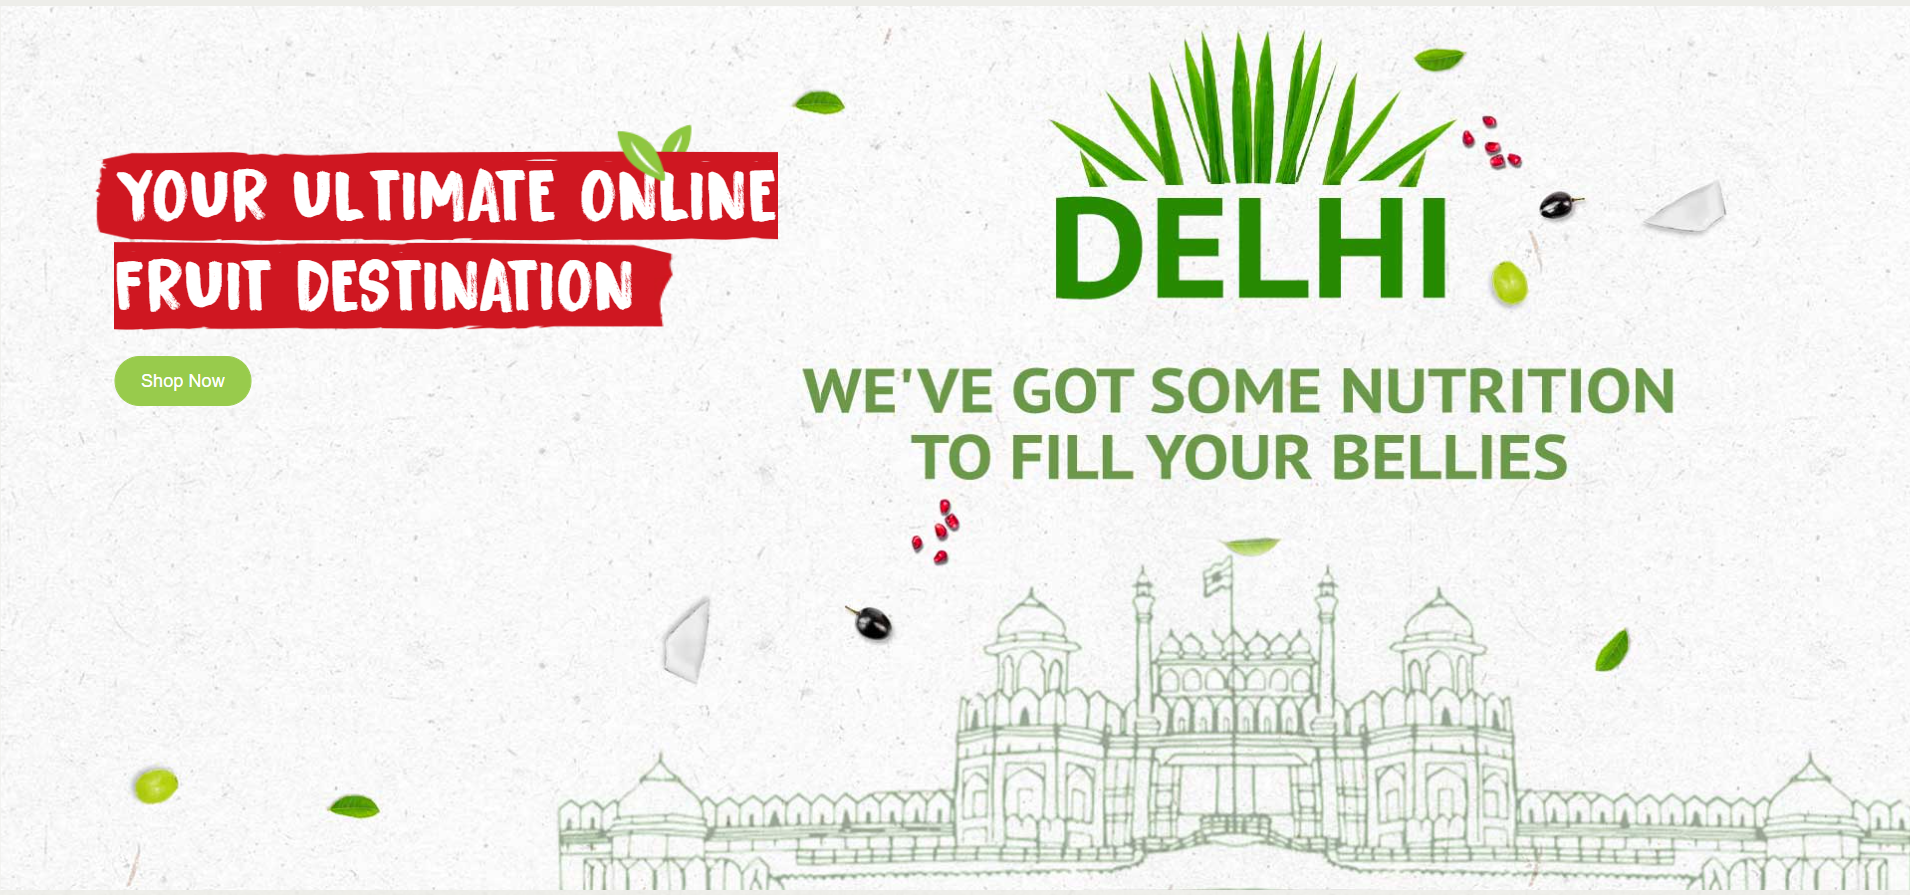 YOUR ULTIMATE ONLINE
FRUIT DESTINATION
Shop Now
DELHI
WE'VE GOT SOME NUTRITION
TO FILL YOUR BELLIES